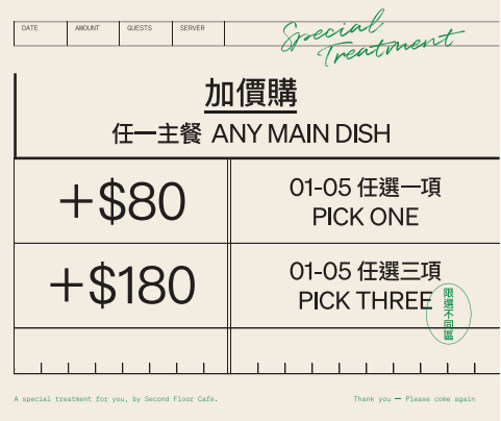 DATE
AMOUNT
GUESTS
SERVER
Special
Treatment
加價購
任一主餐 ANY MAIN DISH
+$80
01-05 任選一項
PICK ONE
+$180
01-05 任選三項
PICK THREE
限選不同區
A special treatment for you, by Second Floor Cafe.
Thank you — Please come again